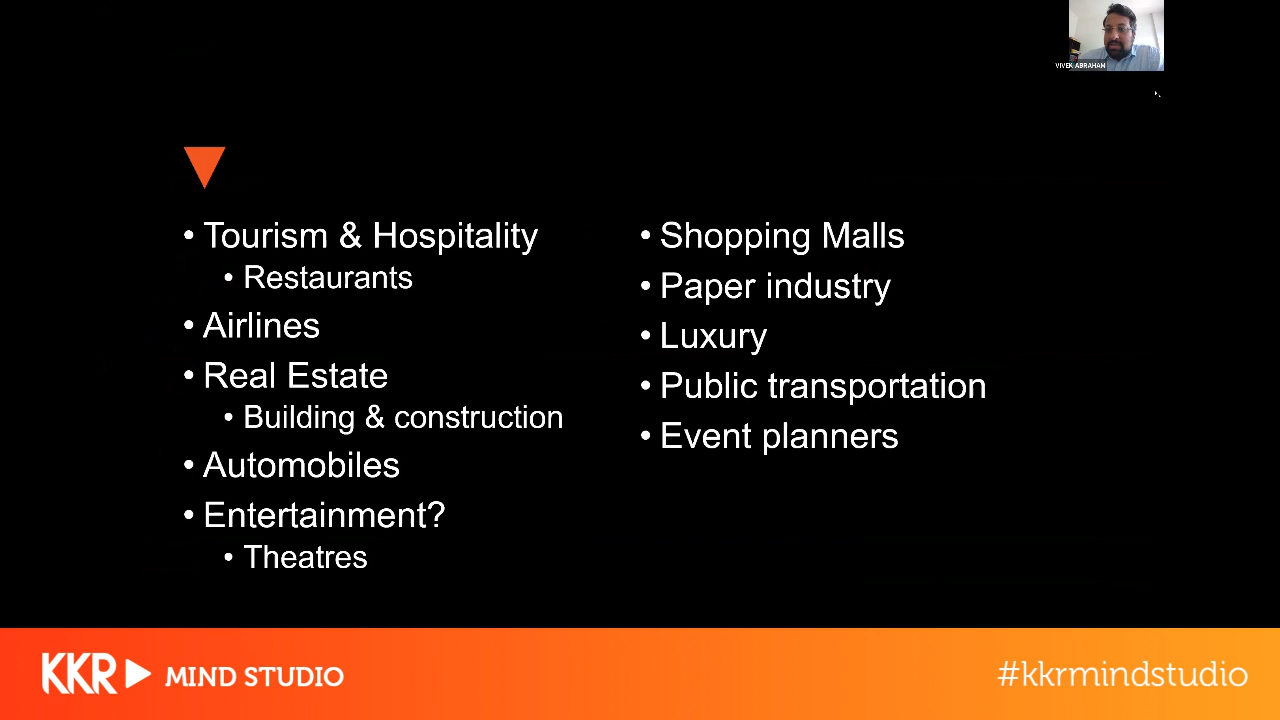 VIVEK ABRAHAM
• Tourism & Hospitality
• Restaurants
• Airlines
• Real Estate
• Building & construction
• Automobiles
• Entertainment?
• Theatres
• Shopping Malls
• Paper industry
• Luxury
• Public transportation
• Event planners
KKR MIND STUDIO
#kkrmindstudio